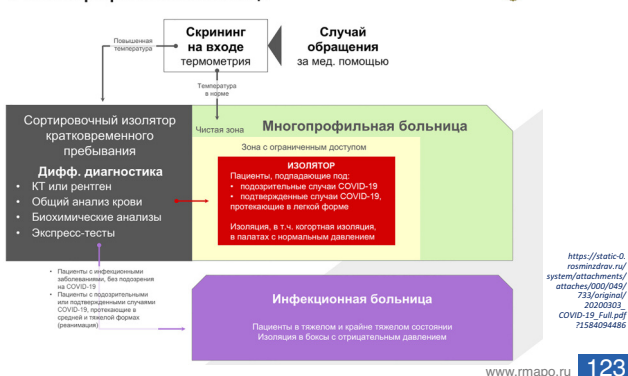 Скрининг
на входе
термометрия
Случай
обращения
за мед. помощью
Повышенная
температура
Температура
в норме
Сортировочный изолятор
кратковременного
пребывания
Дифф. диагностика
• КТ или рентген
• Общий анализ крови
• Биохимические анализы
• Экспресс-тесты
Чистая зона
Многопрофильная больница
Зона с ограниченным доступом
ИЗОЛЯТОР
Пациенты, подпадающие под:
• подозрительные случаи COVID-19
• подтвержденные случаи COVID-19,
протекающие в легкой форме
Изоляция, в т.ч. когортная изоляция,
в палатах с нормальным давлением
• Пациенты с инфекционными
заболеваниями, без подозрения
на COVID-19
• Пациенты с подозрительными
или подтвержденными случаями
COVID-19, протекающие в
средней и тяжелой формах
(реанимация)
Инфекционная больница
Пациенты в тяжелом и крайне тяжелом состоянии
Изоляция в боксы с отрицательным давлением
https://static-0.
rosminzdrav.ru/
system/attachments/
attaches/000/049/
733/original/
20200303_
COVID-19_Full.pdf
?1584094486
www.rmapo.ru
123